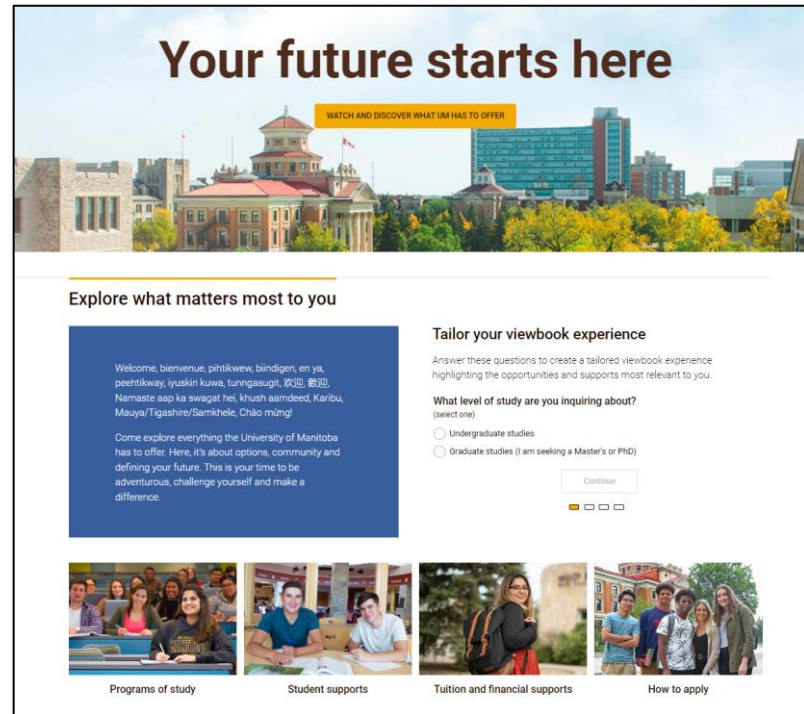 Your future starts here
WATCH AND DISCOVER WHAT UM HAS TO OFFER
Explore what matters most to you
Welcome, bienvenue, pihtikwew, biindigen, en ya,
peehtikway, iyuskin kuwa, tunngasugit, 欢迎, 歡迎,
Namaste aap ka swagat hei, khush aamdeed, Karibu,
Mauya/Tigashire/Samkhele, Chào mừng!
Come explore everything the University of Manitoba
has to offer. Here, it's about options, community and
defining your future. This is your time to be
adventurous, challenge yourself and make a
difference.
Tailor your viewbook experience
Answer these questions to create a tailored viewbook experience
highlighting the opportunities and supports most relevant to you.
What level of study are you inquiring about?
(select one)
Undergraduate studies
Graduate studies (I am seeking a Master's or PhD)
Continue
Programs of study
Student supports
Tuition and financial supports
How to apply